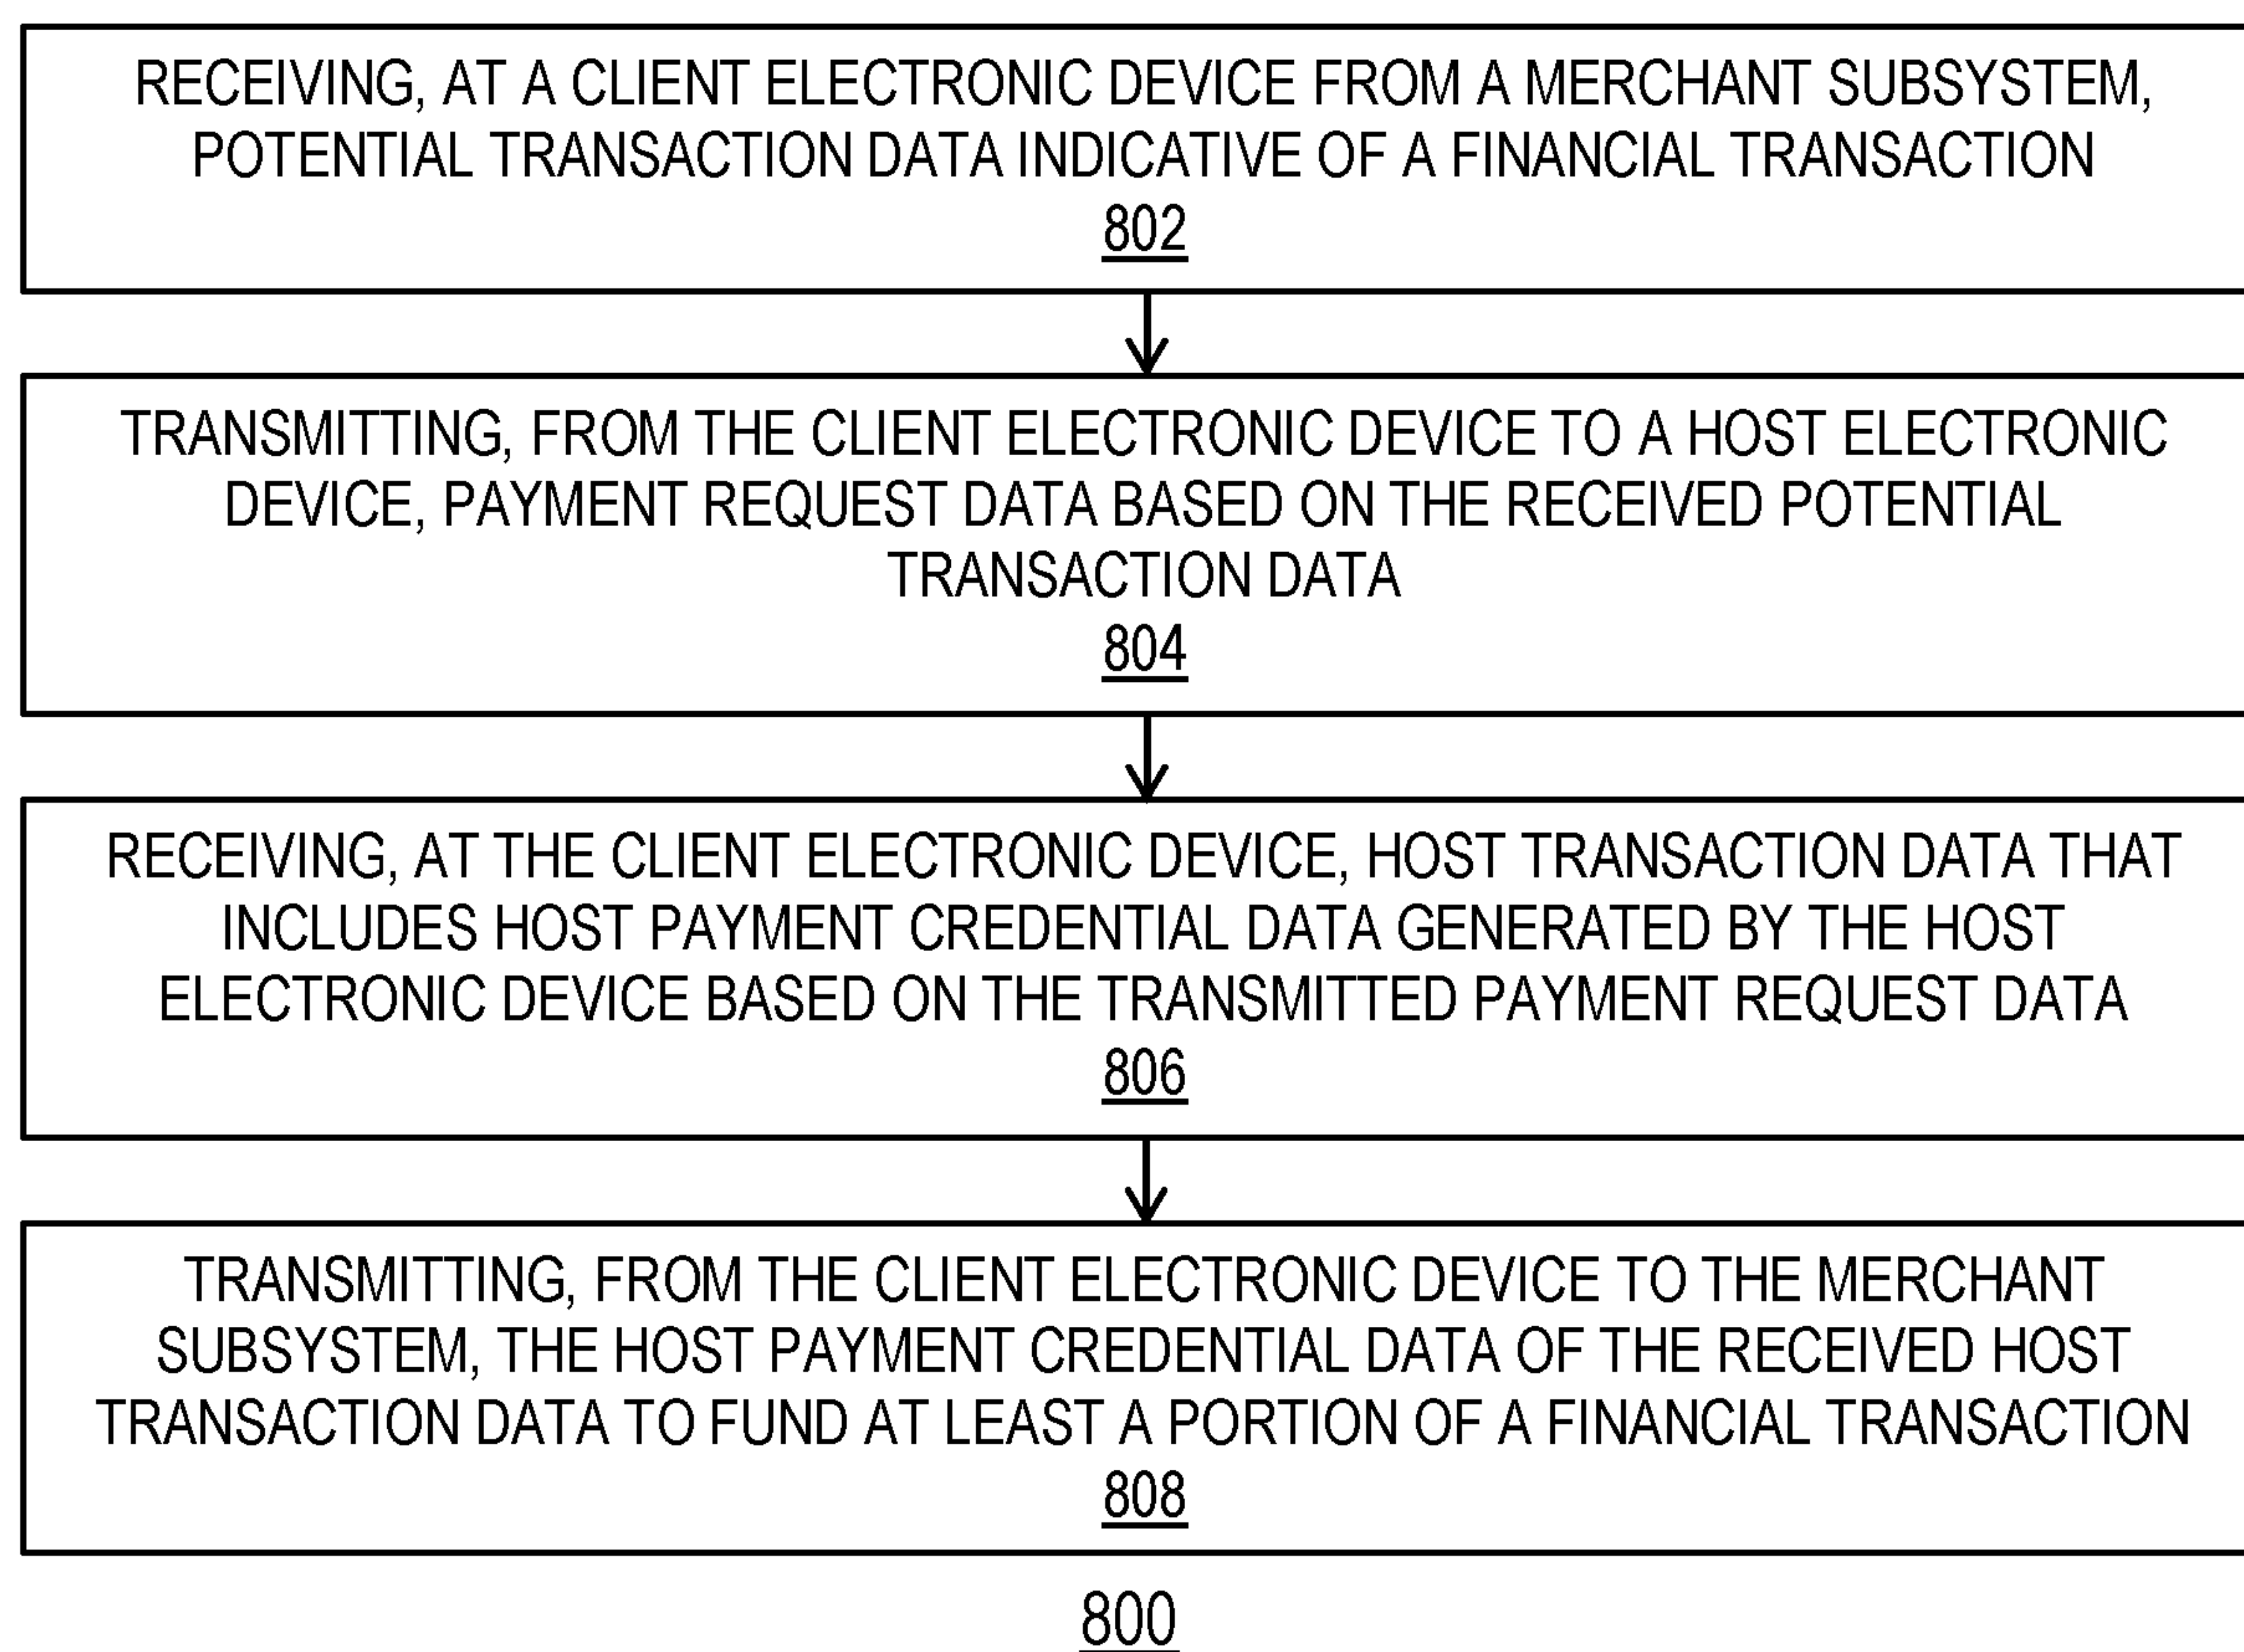 RECEIVING, AT A CLIENT ELECTRONIC DEVICE FROM A MERCHANT SUBSYSTEM,
POTENTIAL TRANSACTION DATA INDICATIVE OF A FINANCIAL TRANSACTION
802
TRANSMITTING, FROM THE CLIENT ELECTRONIC DEVICE TO A HOST ELECTRONIC
DEVICE, PAYMENT REQUEST DATA BASED ON THE RECEIVED POTENTIAL
TRANSACTION DATA
804
RECEIVING, AT THE CLIENT ELECTRONIC DEVICE, HOST TRANSACTION DATA THAT
INCLUDES HOST PAYMENT CREDENTIAL DATA GENERATED BY THE HOST
ELECTRONIC DEVICE BASED ON THE TRANSMITTED PAYMENT REQUEST DATA
806
TRANSMITTING, FROM THE CLIENT ELECTRONIC DEVICE TO THE MERCHANT
SUBSYSTEM, THE HOST PAYMENT CREDENTIAL DATA OF THE RECEIVED HOST
TRANSACTION DATA TO FUND AT LEAST A PORTION OF A FINANCIAL TRANSACTION
808
800